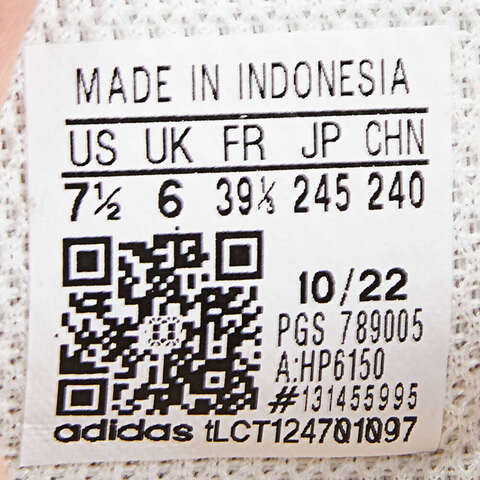 MADE IN INDONESIA
US UK FR JP CHN
7½ 6 39⅓ 245 240
10/22
PGS 789005
A:HP6150
#131455995
adidas tLCT124701097